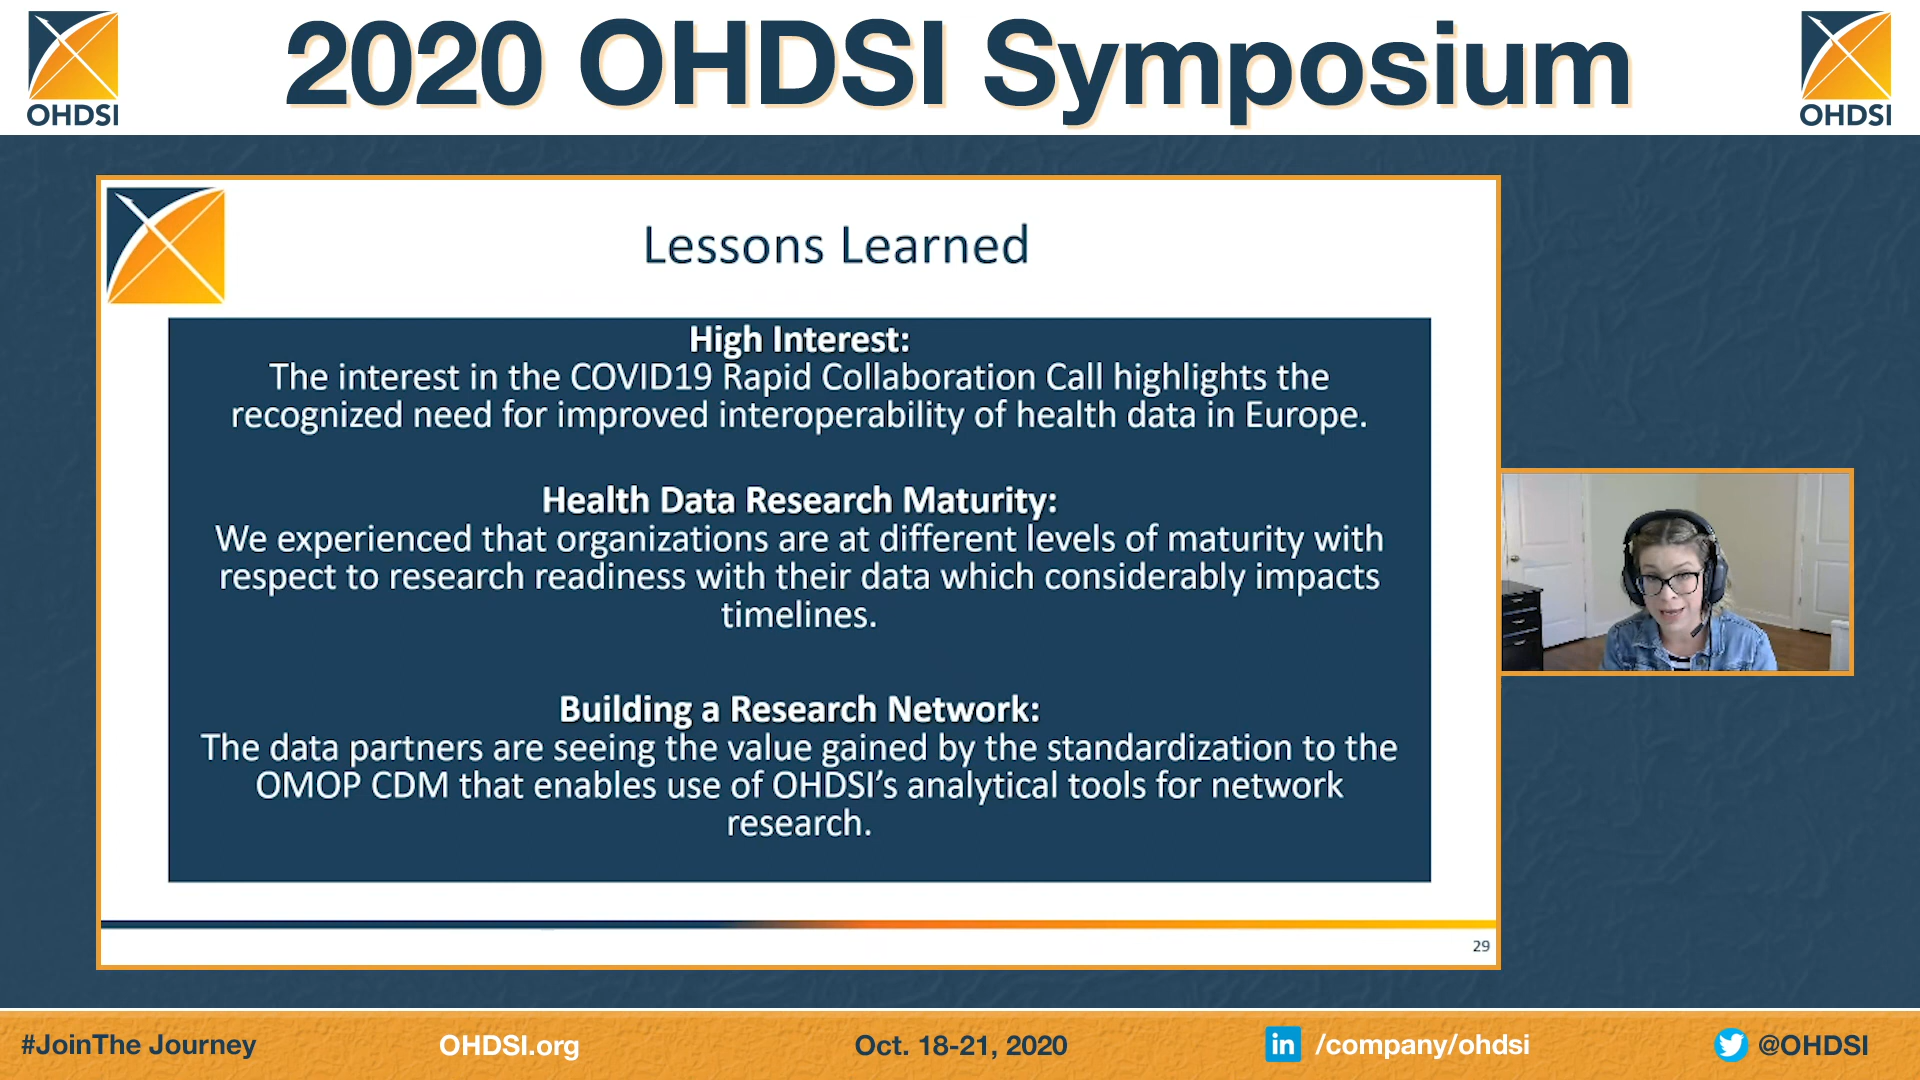 2020 OHDSI Symposium
OHDSI
OHDSI
Lessons Learned
High Interest:
The interest in the COVID19 Rapid Collaboration Call highlights the
recognized need for improved interoperability of health data in Europe.
Health Data Research Maturity:
We experienced that organizations are at different levels of maturity with
respect to research readiness with their data which considerably impacts
timelines.
Building a Research Network:
The data partners are seeing the value gained by the standardization to the
OMOP CDM that enables use of OHDSI’s analytical tools for network
research.
29
#JoinThe Journey
OHDSI.org
Oct. 18-21, 2020
in /company/ohdsi
@OHDSI